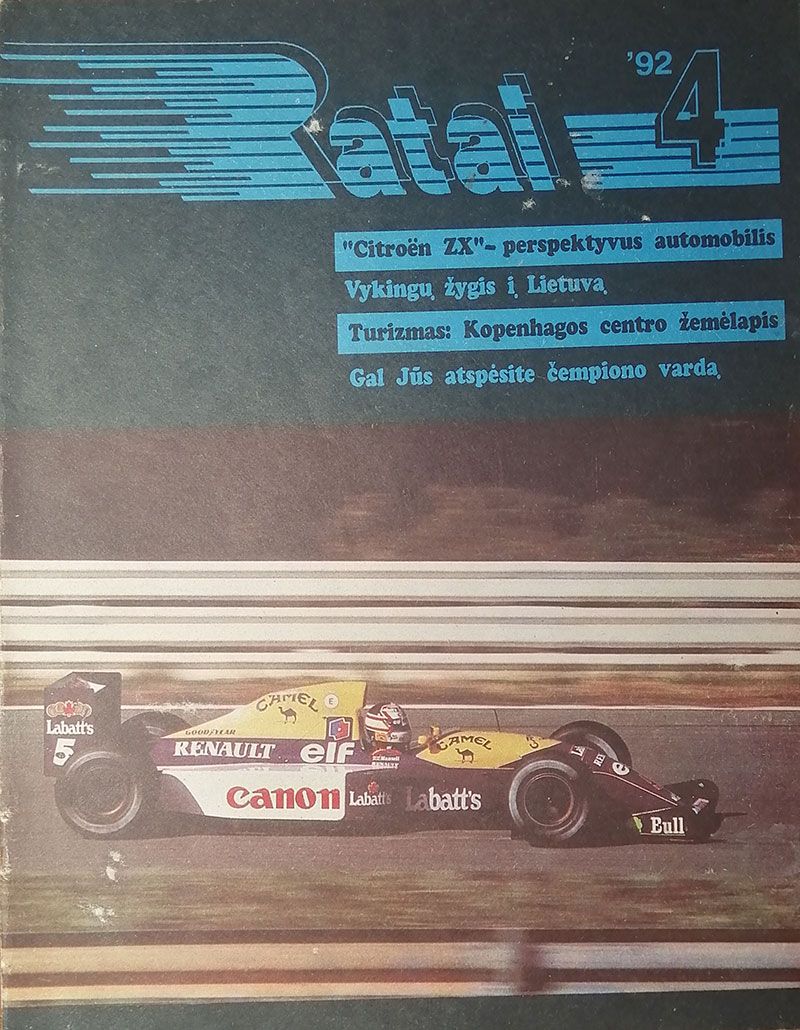 Ratai
'92 4
"Citroën ZX"- perspektyvus automobilis
Vykingų žygis į Lietuvą
Turizmas: Kopenhagos centro žemėlapis
Gal Jūs atspėsite čempiono vardą
CAMEL
E
GOODYEAR
Labatt's
5
RENAULT
elf
CAMEL
Canon
Labatt's
Labatt's
Bull